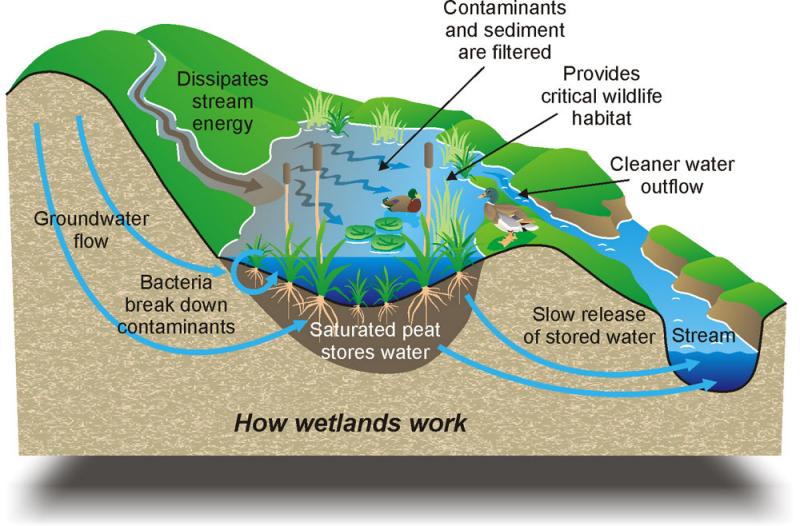 Contaminants
and sediment
are filtered
Provides
critical wildlife
habitat
Dissipates
stream
energy
Cleaner water
outflow
Groundwater
flow
Bacteria
break down
contaminants
Saturated peat
stores water
Slow release
of stored water
Stream
How wetlands work